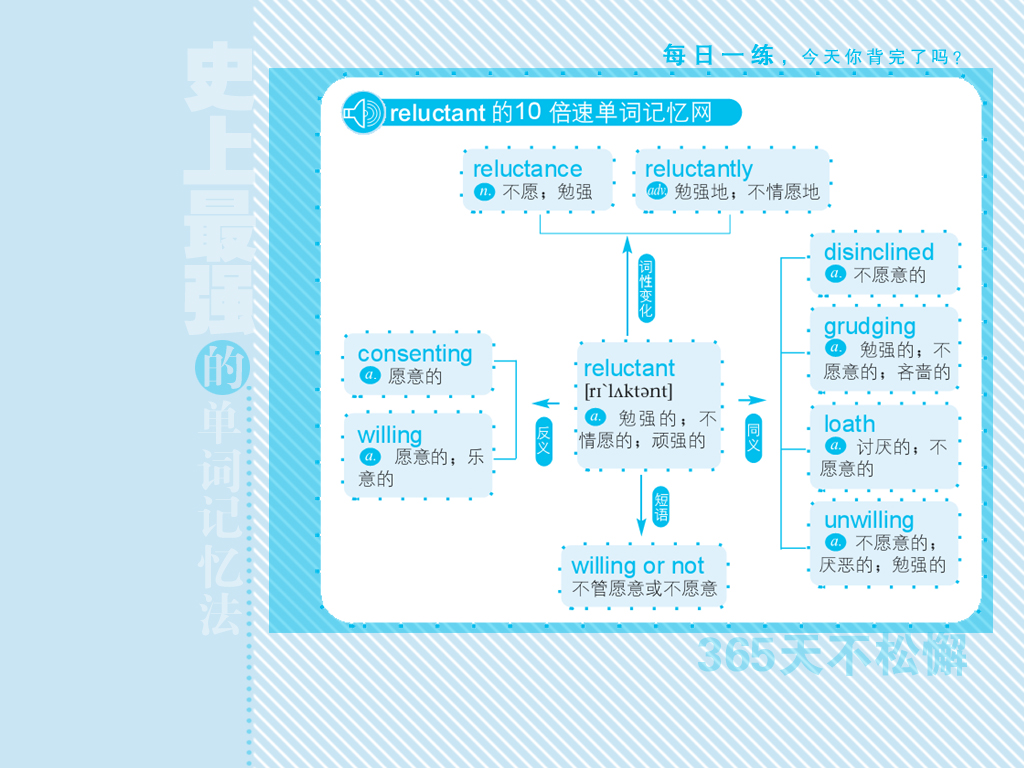 每日一练，今天你背完了吗?
史上最强的单词记忆法
reluctant 的10 倍速单词记忆网
reluctance
n. 不愿；勉强
reluctantly
adv. 勉强地；不情愿地
词性变化
disinclined
a. 不愿意的
grudging
a. 勉强的；不
愿意的；吝啬的
loath
a. 讨厌的；不
愿意的
unwilling
a. 不愿意的；
厌恶的；勉强的
同义
reluctant
[rɪˋlʌktənt]
a. 勉强的；不
情愿的；顽强的
反义
consenting
a. 愿意的
willing
a. 愿意的；乐
意的
短语
willing or not
不管愿意或不愿意
365天不松懈